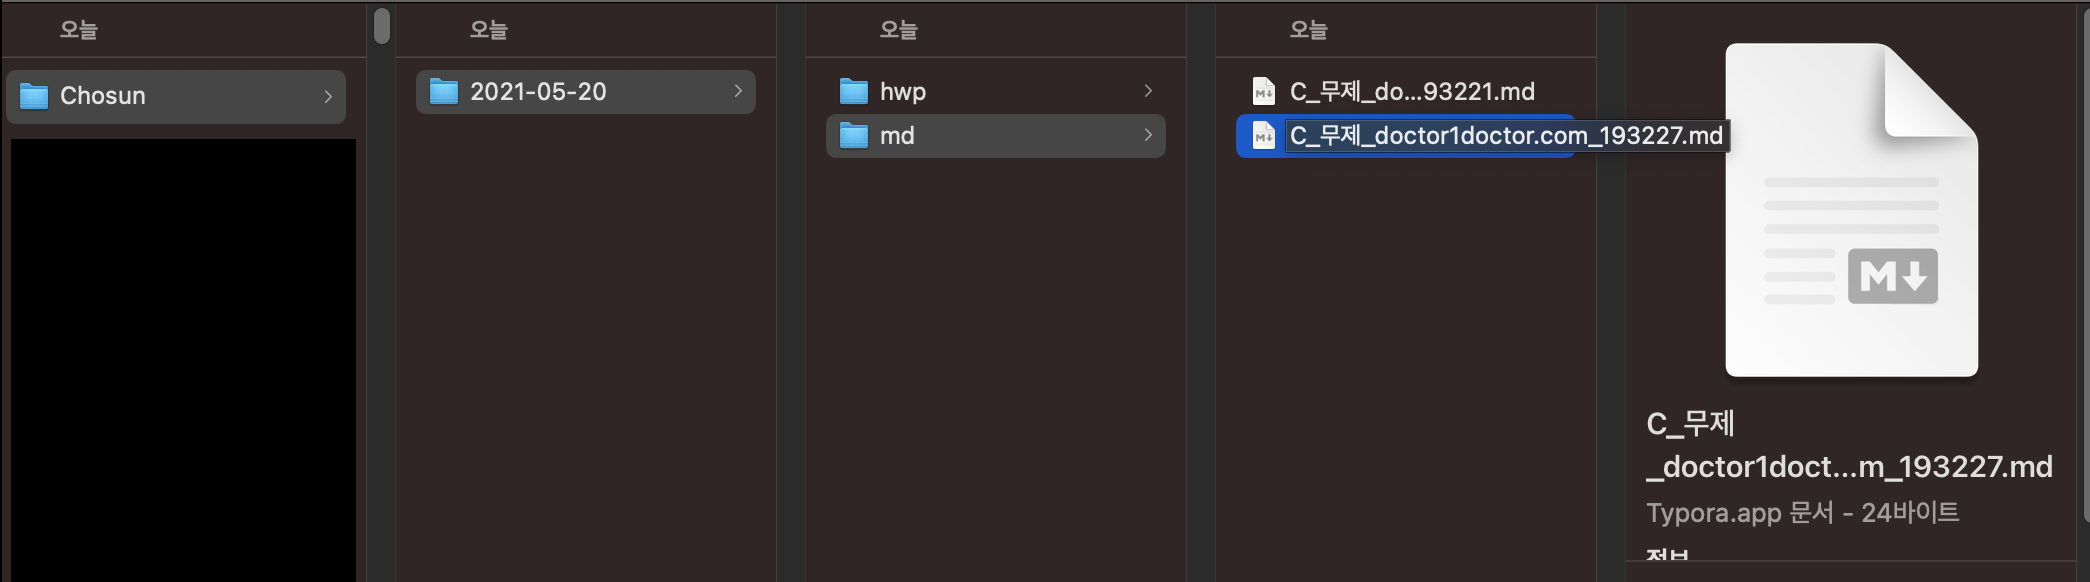 오늘
Chosun
오늘
2021-05-20
오늘
hwp
md
오늘
C_무제_do...93221.md
C_무제_doctor1doctor.com_193227.md
M↓
C_무제
_doctor1doct...m_193227.md
Typora.app 문서 - 24바이트
정보